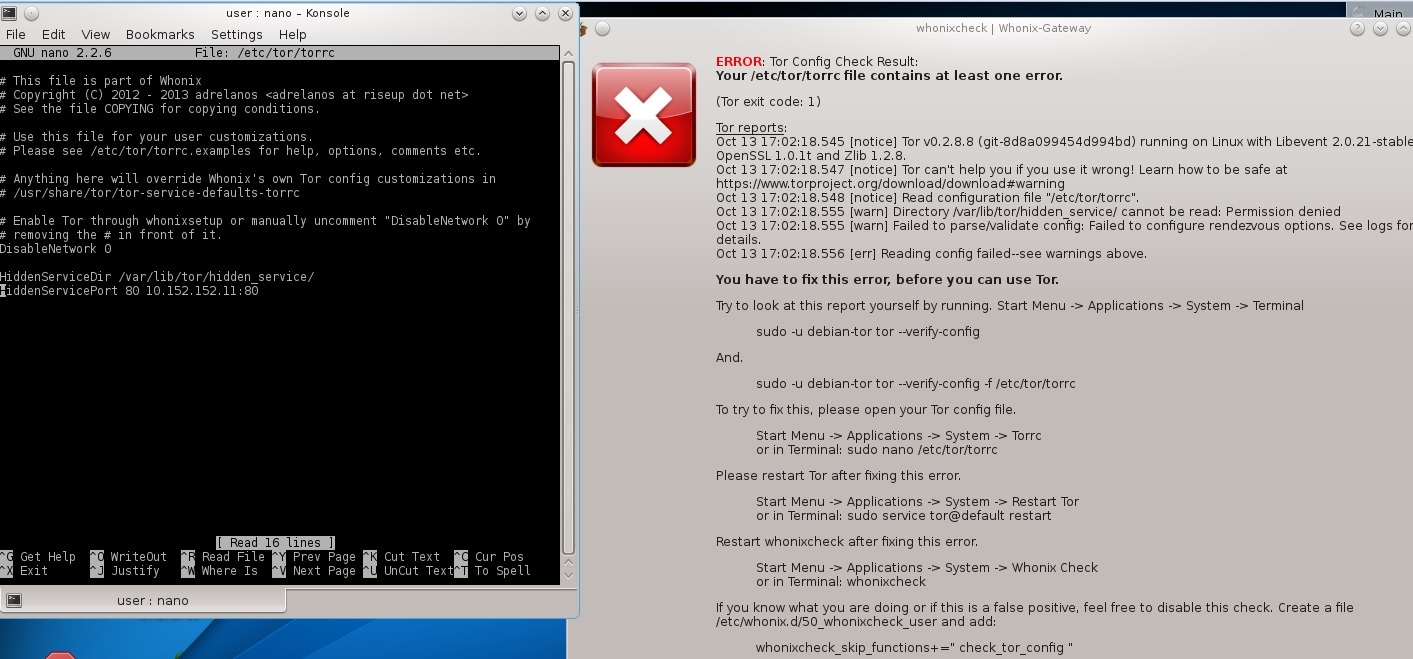 user : nano – Konsole
File Edit View Bookmarks Settings Help
GNU nano 2.2.6 File: /etc/tor/torrc
# This file is part of Whonix
# Copyright (C) 2012 - 2013 adrelanos <adrelanos at riseup dot net>
# See the file COPYING for copying conditions.
# Use this file for your user customizations.
# Please see /etc/tor/torrc.examples for help, options, comments etc.
# Anything here will override Whonix's own Tor config customizations in
# /usr/share/tor/tor-service-defaults-torrc
# Enable Tor through whonixsetup or manually uncomment "DisableNetwork 0" by
# removing the # in front of it.
DisableNetwork 0
HiddenServiceDir /var/lib/tor/hidden_service/
HiddenServicePort 80 10.152.152.11:80
[ Read 16 lines ]
^G Get Help ^O WriteOut ^R Read File ^Y Prev Page ^K Cut Text ^C Cur Pos
^X Exit ^J Justify ^W Where Is ^V Next Page ^U UnCut Text ^T To Spell
user : nano
Main
whonixcheck | Whonix-Gateway
ERROR: Tor Config Check Result:
Your /etc/tor/torrc file contains at least one error.
(Tor exit code: 1)
Tor reports:
Oct 13 17:02:18.545 [notice] Tor v0.2.8.8 (git-8d8a099454d994bd) running on Linux with Libevent 2.0.21-stable
OpenSSL 1.0.1t and Zlib 1.2.8.
Oct 13 17:02:18.547 [notice] Tor can't help you if you use it wrong! Learn how to be safe at
https://www.torproject.org/download/download#warning
Oct 13 17:02:18.548 [notice] Read configuration file "/etc/tor/torrc".
Oct 13 17:02:18.555 [warn] Directory /var/lib/tor/hidden_service/ cannot be read: Permission denied
Oct 13 17:02:18.555 [warn] Failed to parse/validate config: Failed to configure rendezvous options. See logs for
details.
Oct 13 17:02:18.556 [err] Reading config failed--see warnings above.
You have to fix this error, before you can use Tor.
Try to look at this report yourself by running. Start Menu -> Applications -> System -> Terminal
sudo -u debian-tor tor --verify-config
And.
sudo -u debian-tor tor --verify-config -f /etc/tor/torrc
To try to fix this, please open your Tor config file.
Start Menu -> Applications -> System -> Torrc
or in Terminal: sudo nano /etc/tor/torrc
Please restart Tor after fixing this error.
Start Menu -> Applications -> System -> Restart Tor
or in Terminal: sudo service tor@default restart
Restart whonixcheck after fixing this error.
Start Menu -> Applications -> System -> Whonix Check
or in Terminal: whonixcheck
If you know what you are doing or if this is a false positive, feel free to disable this check. Create a file
/etc/whonix.d/50_whonixcheck_user and add:
whonixcheck_skip_functions+=" check_tor_config "